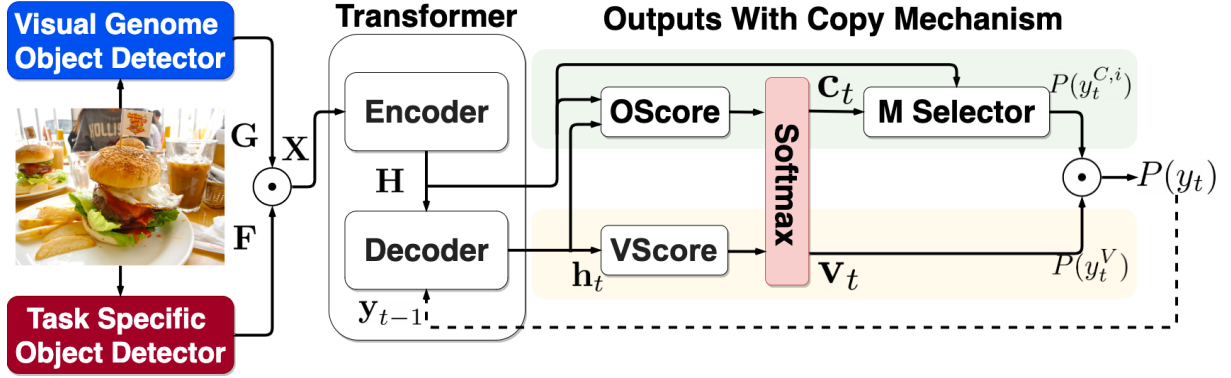 Visual Genome
Object Detector
Transformer
Outputs With Copy Mechanism
Encoder
Decoder
OScore
VScore
Softmax
M Selector
G
X
F
H
h_t
y_{t-1}
c_t
v_t
P(y_t^{C,i})
P(y_t^V)
P(y_t)
HOLLIS
Task Specific
Object Detector